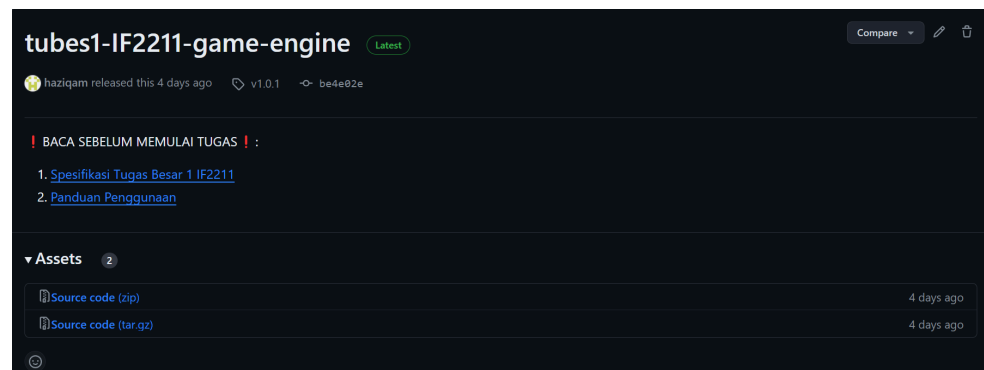 tubes1-IF2211-game-engine Latest
Compare
haziqam released this 4 days ago v1.0.1 be4e02e
❗ BACA SEBELUM MEMULAI TUGAS ❗ :
1. Spesifikasi Tugas Besar 1 IF2211
2. Panduan Penggunaan
Assets 2
Source code (zip) 4 days ago
Source code (tar.gz) 4 days ago